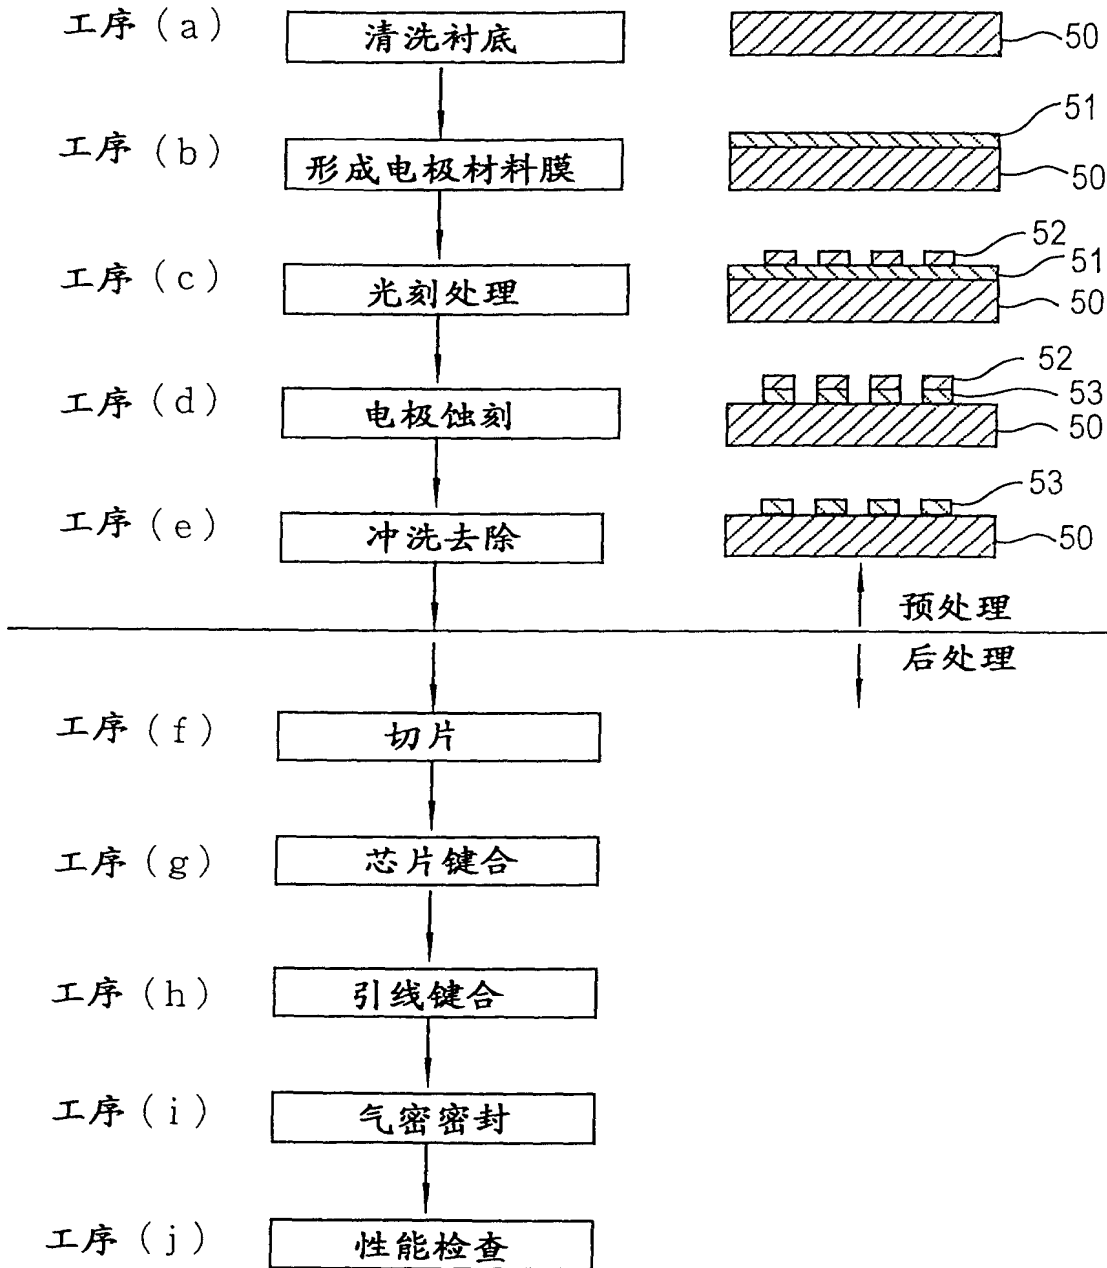 工序 (a)
清洗衬底
50
工序 (b)
形成电极材料膜
51
50
工序 (c)
光刻处理
52
51
50
工序 (d)
电极蚀刻
52
53
50
工序 (e)
冲洗去除
53
50
预处理
后处理
工序 (f)
切片
工序 (g)
芯片键合
工序 (h)
引线键合
工序 (i)
气密密封
工序 (j)
性能检查